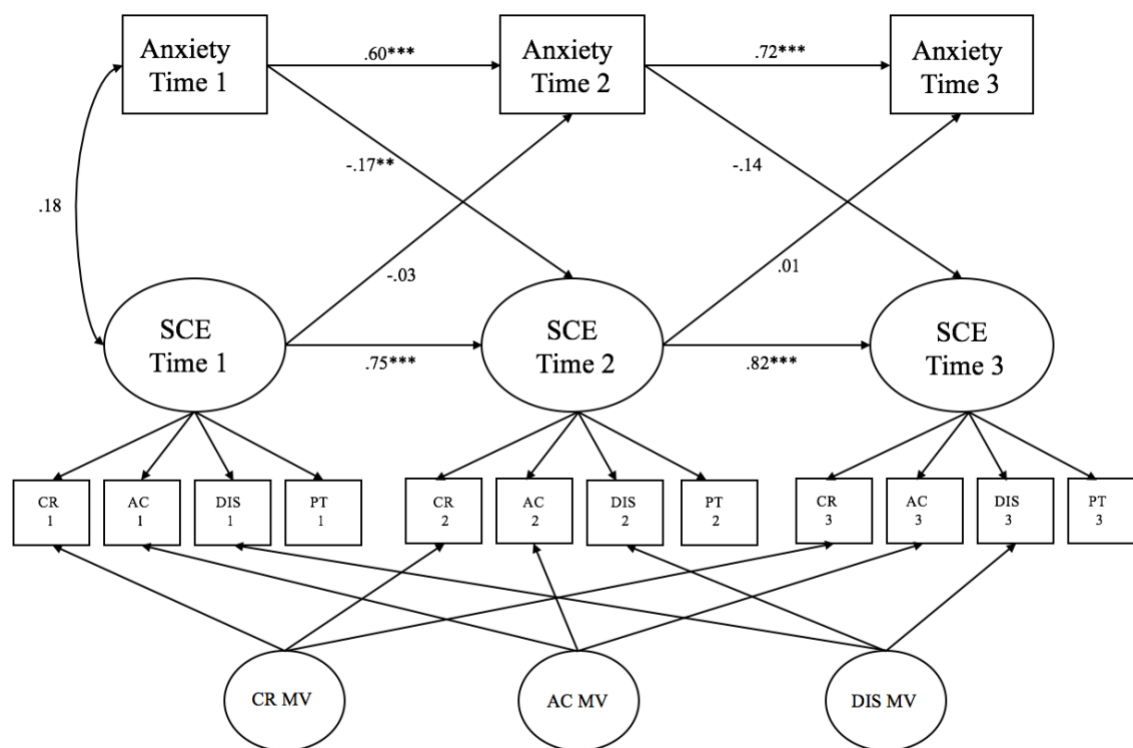 Anxiety
Time 1
.60***
Anxiety
Time 2
.72***
Anxiety
Time 3
-.17**
-.14
.18
-.03
.01
SCE
Time 1
.75***
SCE
Time 2
.82***
SCE
Time 3
CR
1
AC
1
DIS
1
PT
1
CR
2
AC
2
DIS
2
PT
2
CR
3
AC
3
DIS
3
PT
3
CR MV
AC MV
DIS MV